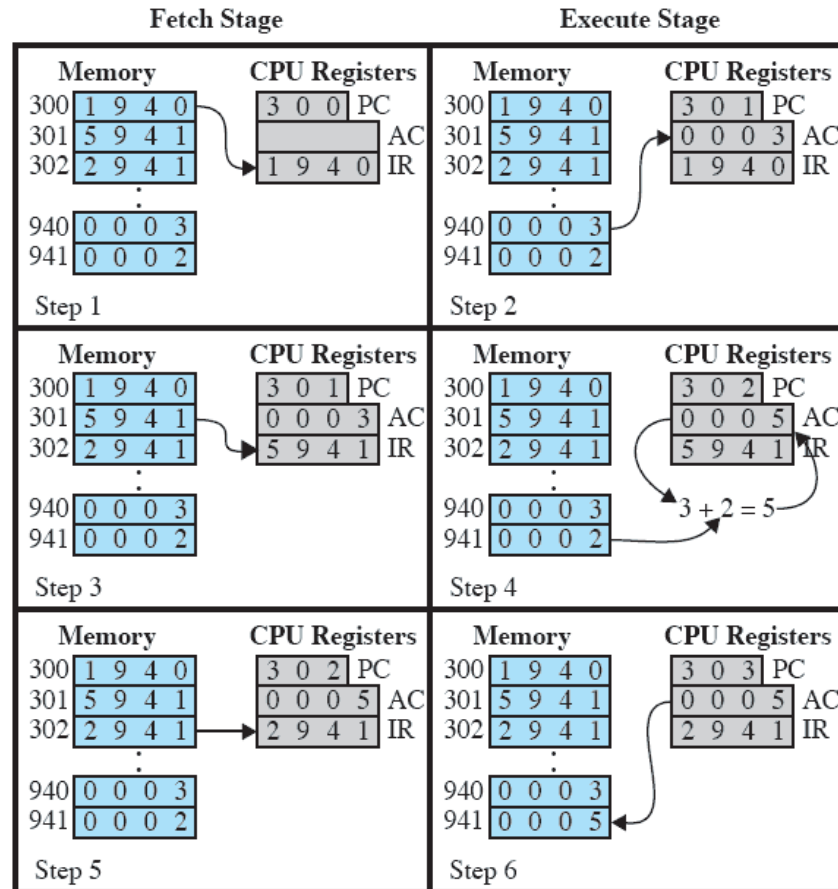 Fetch Stage Execute Stage
Memory CPU Registers Memory CPU Registers
300 1 9 4 0 3 0 0 PC 300 1 9 4 0 3 0 1 PC
301 5 9 4 1 AC 301 5 9 4 1 0 0 0 3 AC
302 2 9 4 1 1 9 4 0 IR 302 2 9 4 1 1 9 4 0 IR
940 0 0 0 3 940 0 0 0 3
941 0 0 0 2 941 0 0 0 2
Step 1 Step 2
Memory CPU Registers Memory CPU Registers
300 1 9 4 0 3 0 1 PC 300 1 9 4 0 3 0 2 PC
301 5 9 4 1 0 0 0 3 AC 301 5 9 4 1 0 0 0 5 AC
302 2 9 4 1 5 9 4 1 IR 302 2 9 4 1 5 9 4 1 IR
940 0 0 0 3 940 0 0 0 3 3 + 2 = 5
941 0 0 0 2 941 0 0 0 2
Step 3 Step 4
Memory CPU Registers Memory CPU Registers
300 1 9 4 0 3 0 2 PC 300 1 9 4 0 3 0 3 PC
301 5 9 4 1 0 0 0 5 AC 301 5 9 4 1 0 0 0 5 AC
302 2 9 4 1 2 9 4 1 IR 302 2 9 4 1 2 9 4 1 IR
940 0 0 0 3 940 0 0 0 3
941 0 0 0 2 941 0 0 0 5
Step 5 Step 6